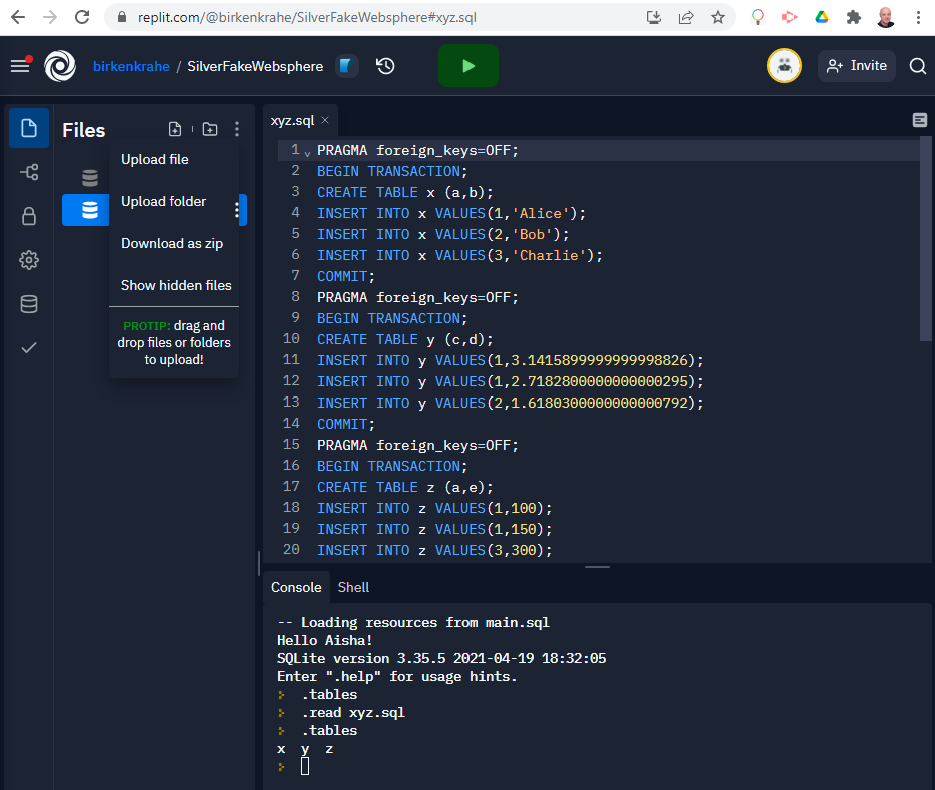 replit.com/@birkenkrahe/SilverFakeWebsphere#xyz.sql
birkenkrahe / SilverFakeWebsphere
Invite
Files
Upload file
Upload folder
Download as zip
Show hidden files
PROTIP: drag and
drop files or folders
to upload!
xyz.sql ×
1 PRAGMA foreign_keys=OFF;
2 BEGIN TRANSACTION;
3 CREATE TABLE x (a,b);
4 INSERT INTO x VALUES(1,'Alice');
5 INSERT INTO x VALUES(2,'Bob');
6 INSERT INTO x VALUES(3,'Charlie');
7 COMMIT;
8 PRAGMA foreign_keys=OFF;
9 BEGIN TRANSACTION;
10 CREATE TABLE y (c,d);
11 INSERT INTO y VALUES(1,3.1415899999999998826);
12 INSERT INTO y VALUES(1,2.7182800000000000295);
13 INSERT INTO y VALUES(2,1.6180300000000000792);
14 COMMIT;
15 PRAGMA foreign_keys=OFF;
16 BEGIN TRANSACTION;
17 CREATE TABLE z (a,e);
18 INSERT INTO z VALUES(1,100);
19 INSERT INTO z VALUES(1,150);
20 INSERT INTO z VALUES(3,300);
Console Shell
-- Loading resources from main.sql
Hello Aisha!
SQLite version 3.35.5 2021-04-19 18:32:05
Enter ".help" for usage hints.
.tables
.read xyz.sql
.tables
x y z